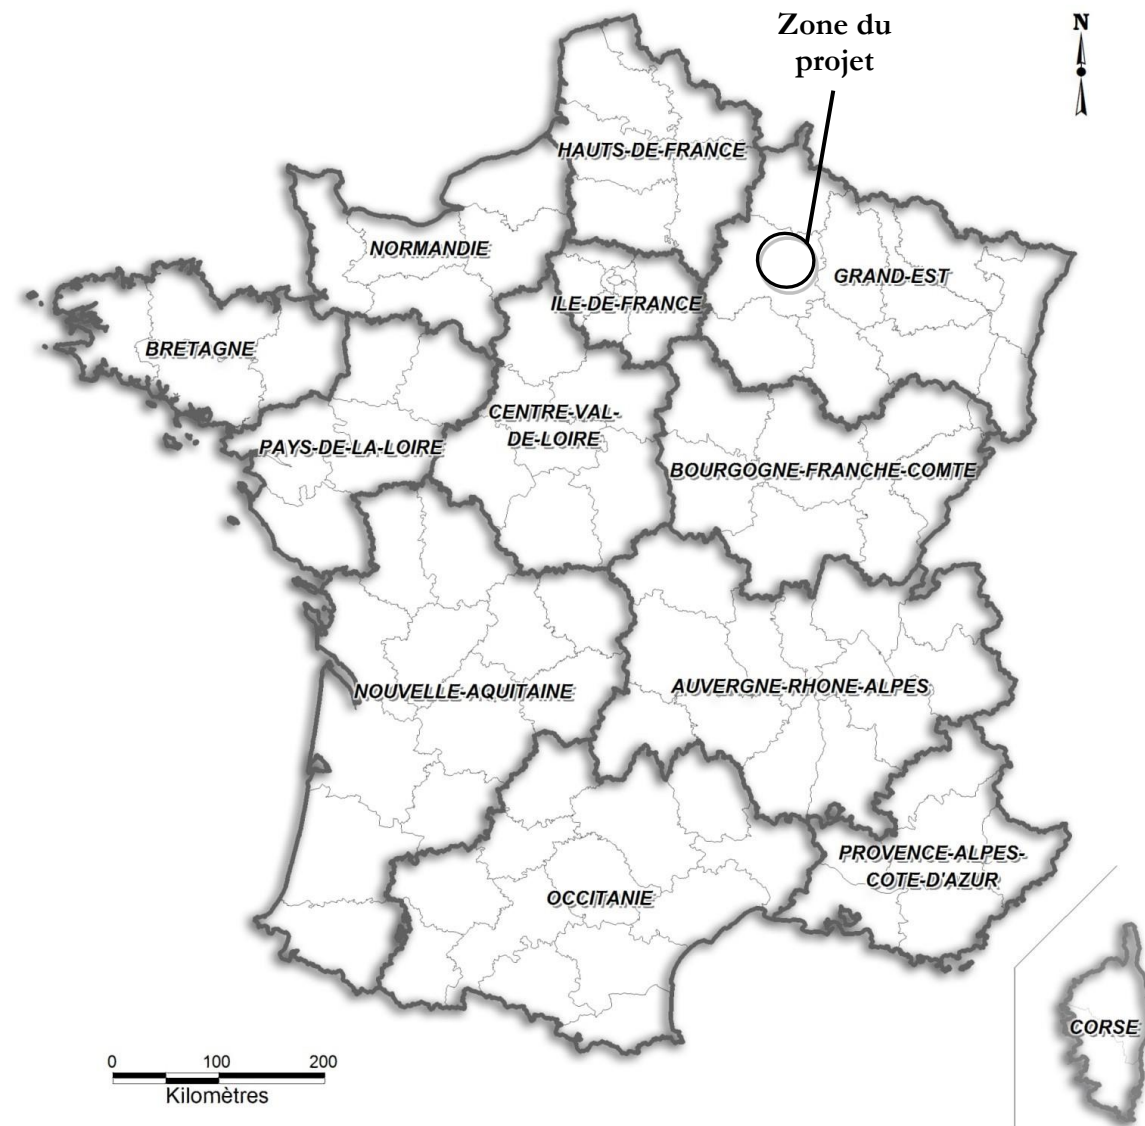 Zone du
projet
N
HAUTS-DE-FRANCE
NORMANDIE
GRAND-EST
ILE-DE-FRANCE
BRETAGNE
CENTRE-VAL-
DE-LOIRE
PAYS-DE-LA-LOIRE
BOURGOGNE-FRANCHE-COMTE
NOUVELLE-AQUITAINE
AUVERGNE-RHONE-ALPES
PROVENCE-ALPES-
COTE-D'AZUR
OCCITANIE
CORSE
0 100 200
Kilomètres